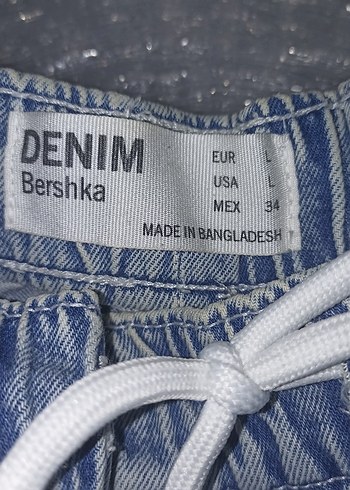 DENIM
Bershka
EUR L
USA L
MEX 34
MADE IN BANGLADESH